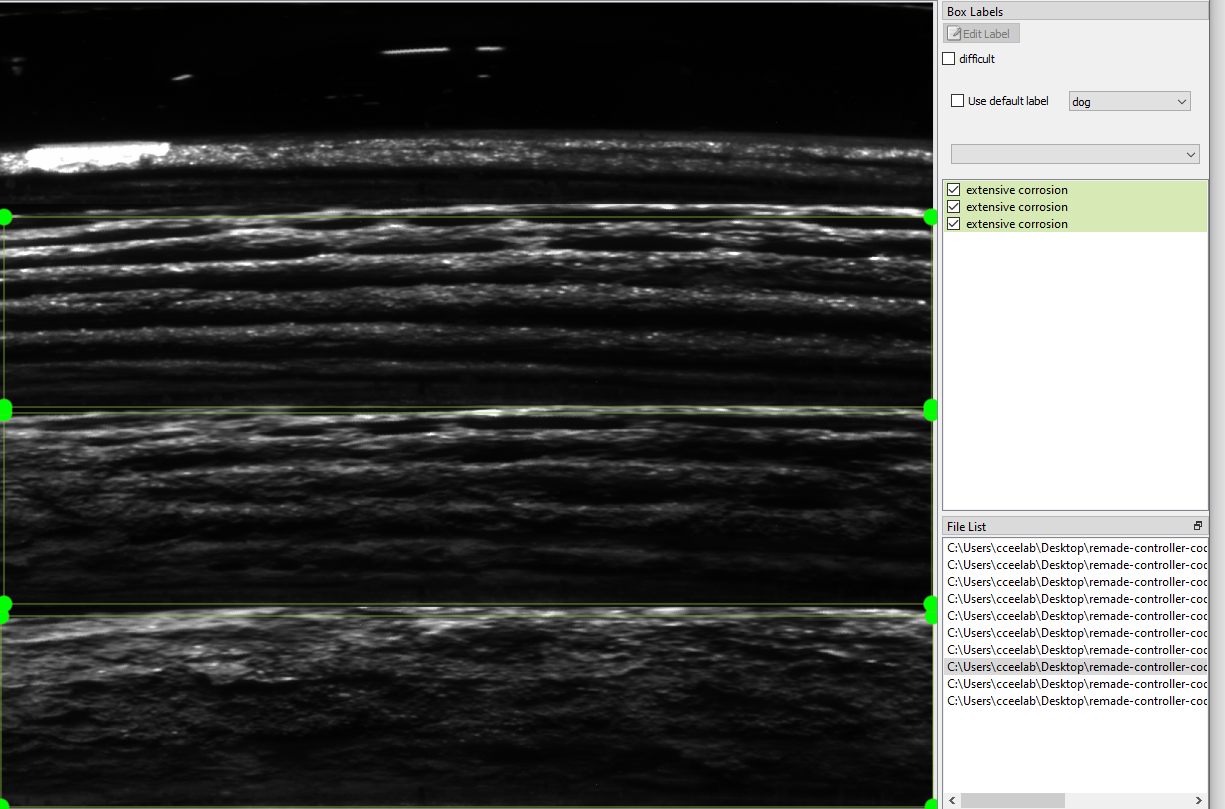 Box Labels
Edit Label
difficult
Use default label
dog
extensive corrosion
extensive corrosion
extensive corrosion
File List
C:\Users\cceelab\Desktop\remade-controller-coc
C:\Users\cceelab\Desktop\remade-controller-coc
C:\Users\cceelab\Desktop\remade-controller-coc
C:\Users\cceelab\Desktop\remade-controller-coc
C:\Users\cceelab\Desktop\remade-controller-coc
C:\Users\cceelab\Desktop\remade-controller-coc
C:\Users\cceelab\Desktop\remade-controller-coc
C:\Users\cceelab\Desktop\remade-controller-coc
C:\Users\cceelab\Desktop\remade-controller-coc
C:\Users\cceelab\Desktop\remade-controller-coc